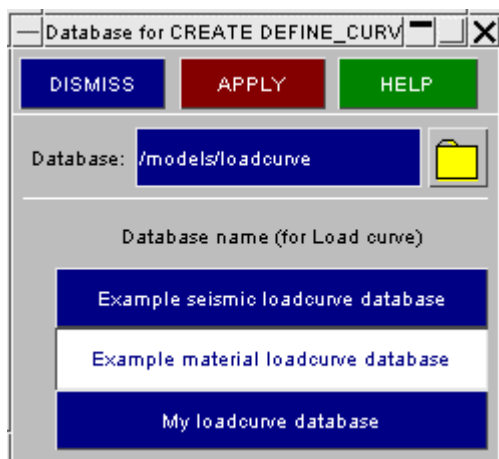 Database for CREATE DEFINE_CURV
DISMISS APPLY HELP
Database: /models/loadcurve
Database name (for Load curve)
Example seismic loadcurve database
Example material loadcurve database
My loadcurve database